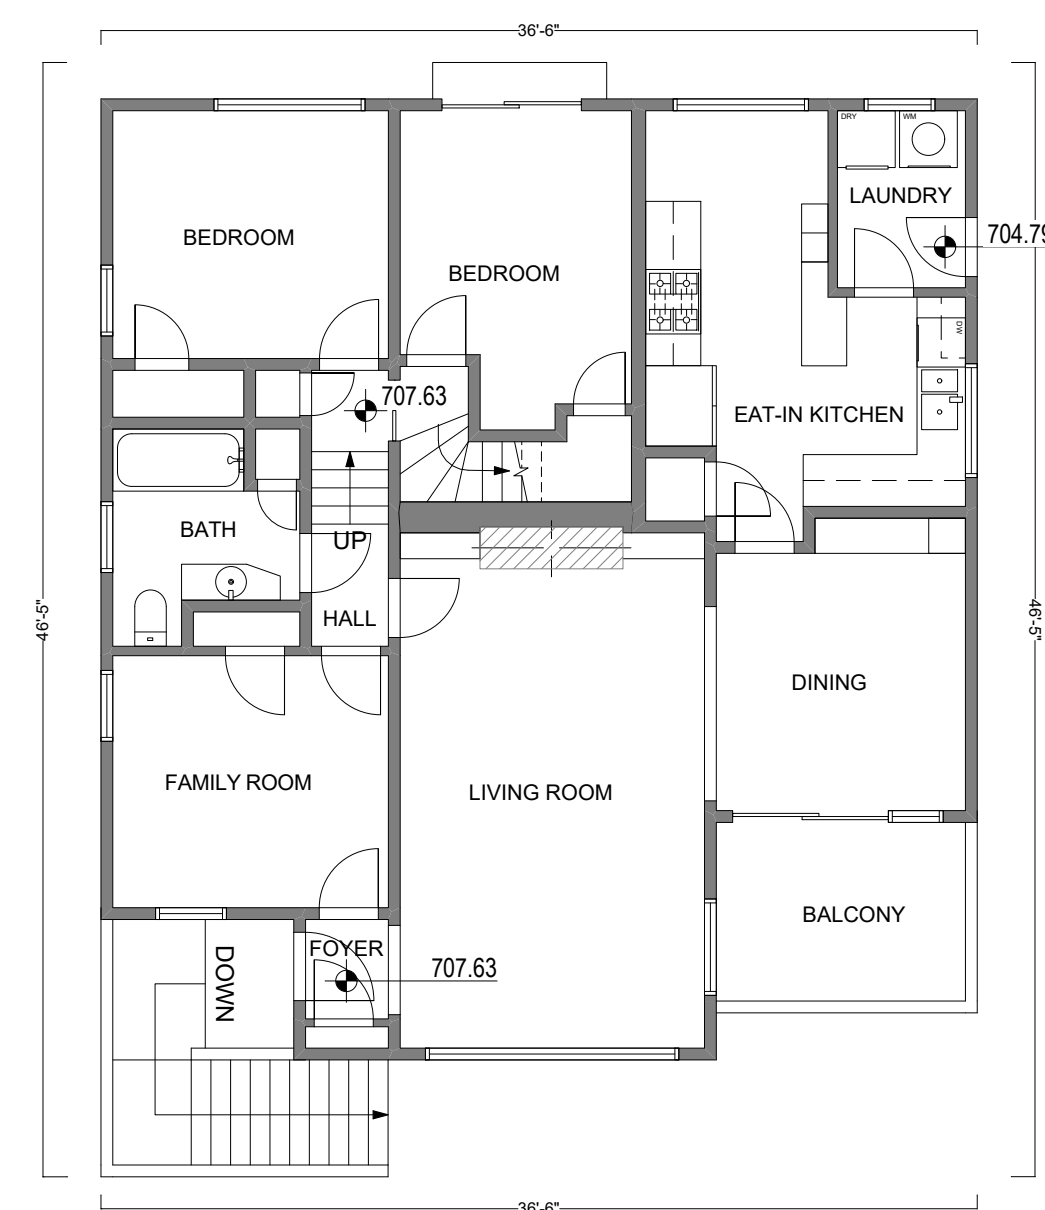 36'-6"
DRY
WM
LAUNDRY
BEDROOM
704.79
BEDROOM
DW
707.63
EAT-IN KITCHEN
BATH
UP
46'-5"
HALL
46'-5"
DINING
FAMILY ROOM
LIVING ROOM
BALCONY
FOYER
DOWN
707.63
36'-6"